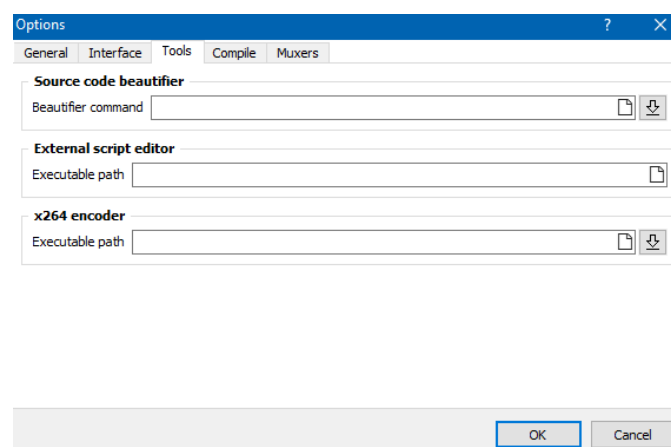 Options ?
General Interface Tools Compile Muxers
Source code beautifier
Beautifier command
External script editor
Executable path
x264 encoder
Executable path
OK Cancel